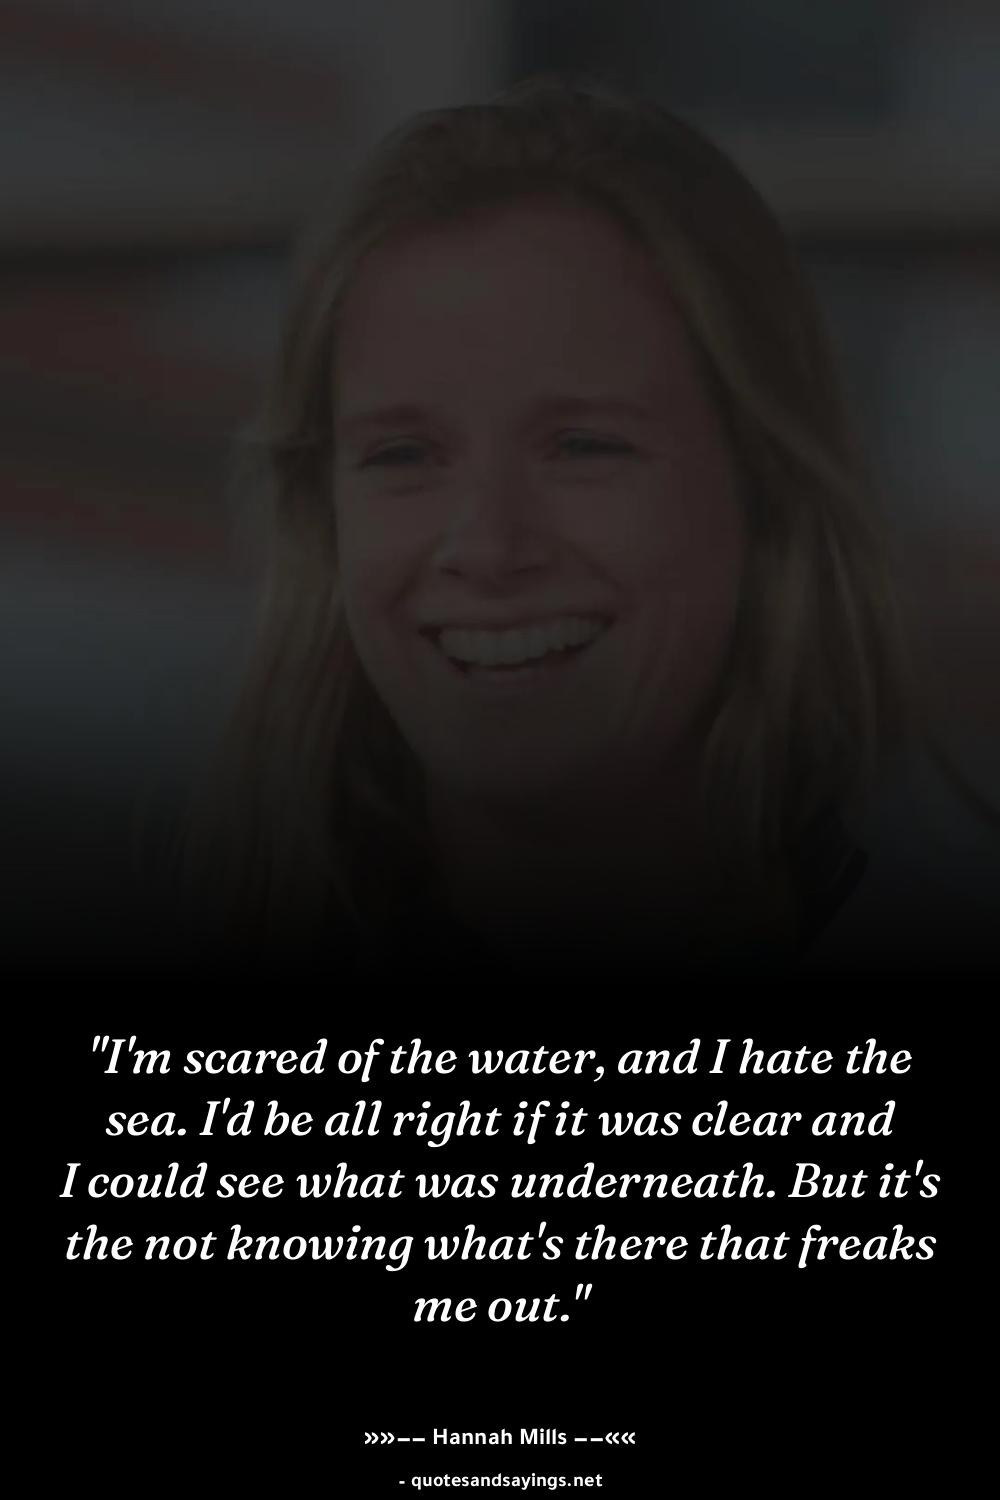 "I'm scared of the water, and I hate the
sea. I'd be all right if it was clear and
I could see what was underneath. But it's
the not knowing what's there that freaks
me out."
»»–– Hannah Mills ––««
- quotesandsayings.net